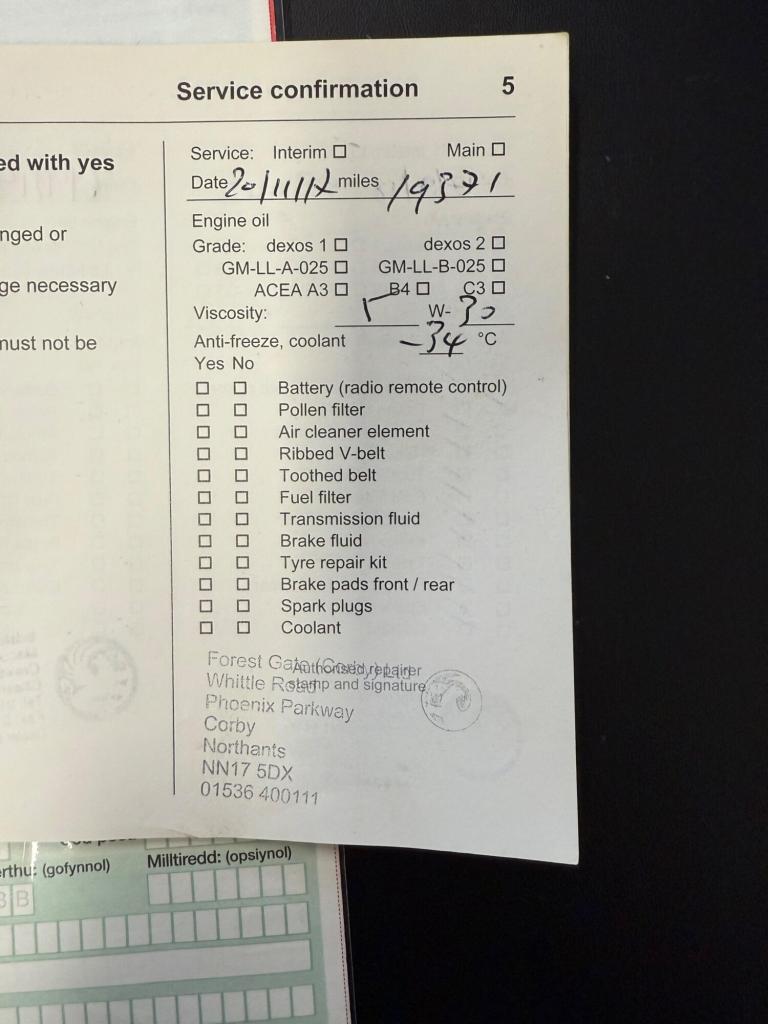 Service confirmation 5
ed with yes
nged or
ge necessary
must not be
Service: Interim ☐ Main ☐
Date 20/11/12 miles 19371
Engine oil
Grade: dexos 1 ☐ dexos 2 ☐
GM-LL-A-025 ☐ GM-LL-B-025 ☐
ACEA A3 ☐ B4 ☐ C3 ☐
Viscosity: 5 W- 30
Anti-freeze, coolant -34 °C
Yes No
☐ ☐ Battery (radio remote control)
☐ ☐ Pollen filter
☐ ☐ Air cleaner element
☐ ☐ Ribbed V-belt
☐ ☐ Toothed belt
☐ ☐ Fuel filter
☐ ☐ Transmission fluid
☐ ☐ Brake fluid
☐ ☐ Tyre repair kit
☐ ☐ Brake pads front / rear
☐ ☐ Spark plugs
☐ ☐ Coolant
Authorised repairer
stamp and signature
Forest Gate (Corby) Ltd
Whittle Road
Phoenix Parkway
Corby
Northants
NN17 5DX
01536 400111
erthu: (gofynnol) Milltiredd: (opsiynol)
B